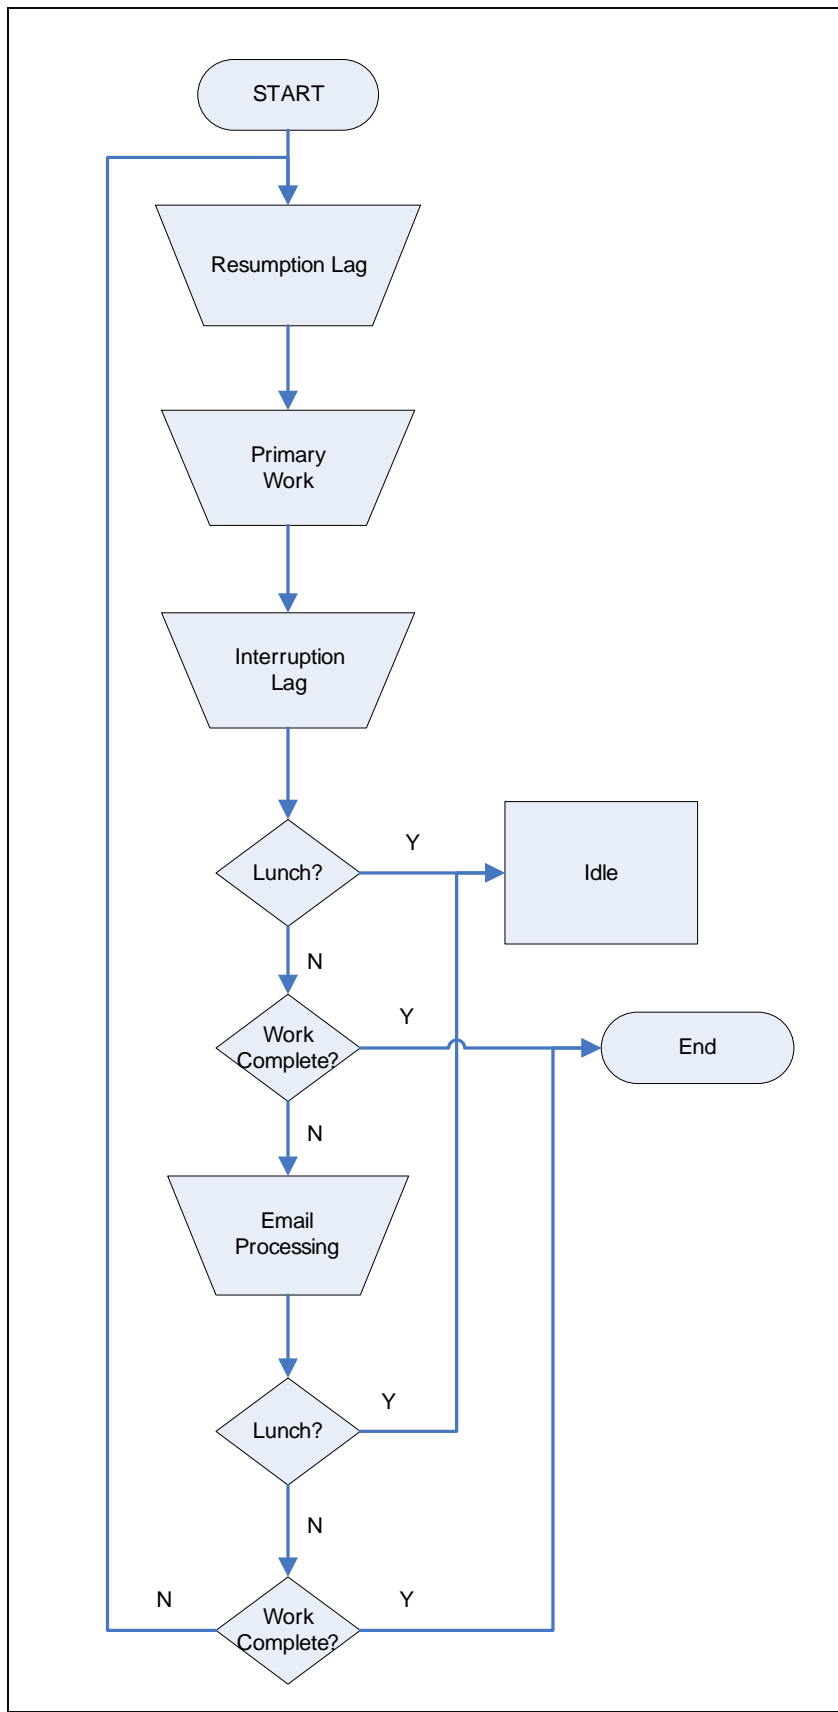 START
Resumption Lag
Primary
Work
Interruption
Lag
Lunch?
Y
Idle
N
Work
Complete?
Y
End
N
Email
Processing
Lunch?
Y
N
N
Work
Complete?
Y